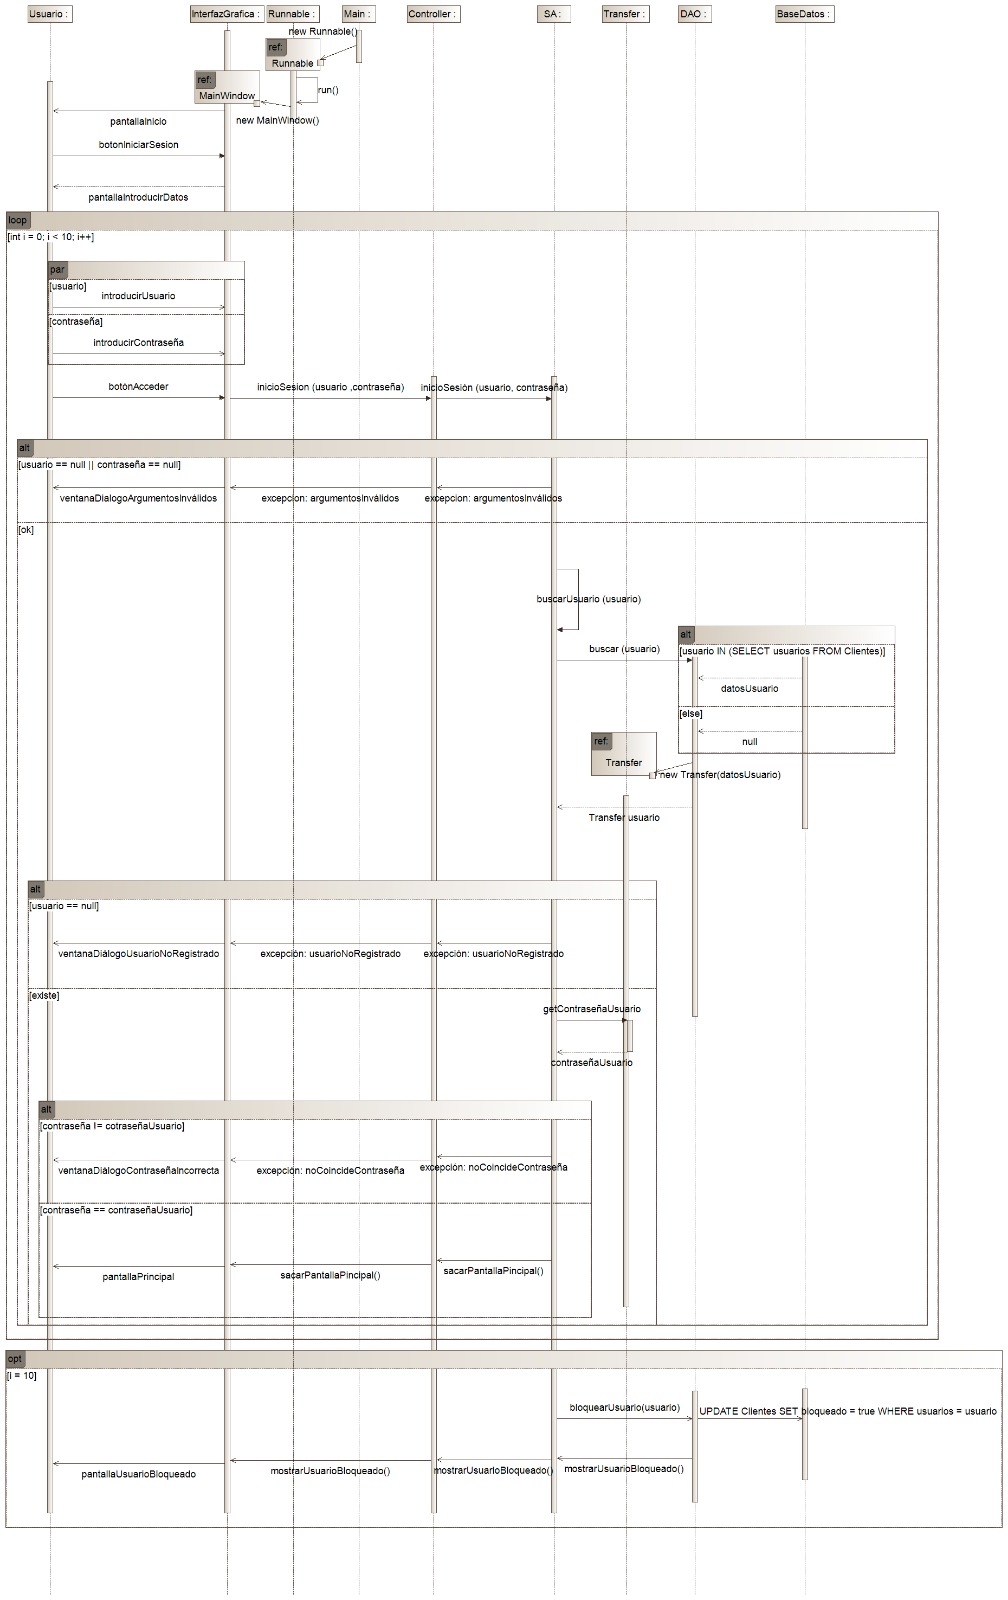 Usuario :
InterfazGrafica :
Runnable :
Main :
Controller :
SA :
Transfer :
DAO :
BaseDatos :
new Runnable()
ref:
Runnable
ref:
MainWindow
run()
new MainWindow()
pantallaInicio
botonIniciarSesion
pantallaIntroducirDatos
loop
[int i = 0; i < 10; i++]
par
[usuario]
introducirUsuario
[contraseña]
introducirContraseña
botónAcceder
inicioSesion (usuario ,contraseña)
inicioSesión (usuario, contraseña)
alt
[usuario == null || contraseña == null]
ventanaDialogoArgumentosInválidos
excepcion: argumentosInválidos
excepcion: argumentosInválidos
[ok]
buscarUsuario (usuario)
buscar (usuario)
alt
[usuario IN (SELECT usuarios FROM Clientes)]
datosUsuario
[else]
null
ref:
Transfer
new Transfer(datosUsuario)
Transfer usuario
alt
[usuario == null]
ventanaDiálogoUsuarioNoRegistrado
excepción: usuarioNoRegistrado
excepción: usuarioNoRegistrado
[existe]
getContraseñaUsuario
contraseñaUsuario
alt
[contraseña != cotraseñaUsuario]
ventanaDiálogoContraseñaIncorrecta
excepción: noCoincideContraseña
excepción: noCoincideContraseña
[contraseña == contraseñaUsuario]
pantallaPrincipal
sacarPantallaPincipal()
sacarPantallaPincipal()
opt
[i = 10]
bloquearUsuario(usuario)
UPDATE Clientes SET bloqueado = true WHERE usuarios = usuario
pantallaUsuarioBloqueado
mostrarUsuarioBloqueado()
mostrarUsuarioBloqueado()
mostrarUsuarioBloqueado()